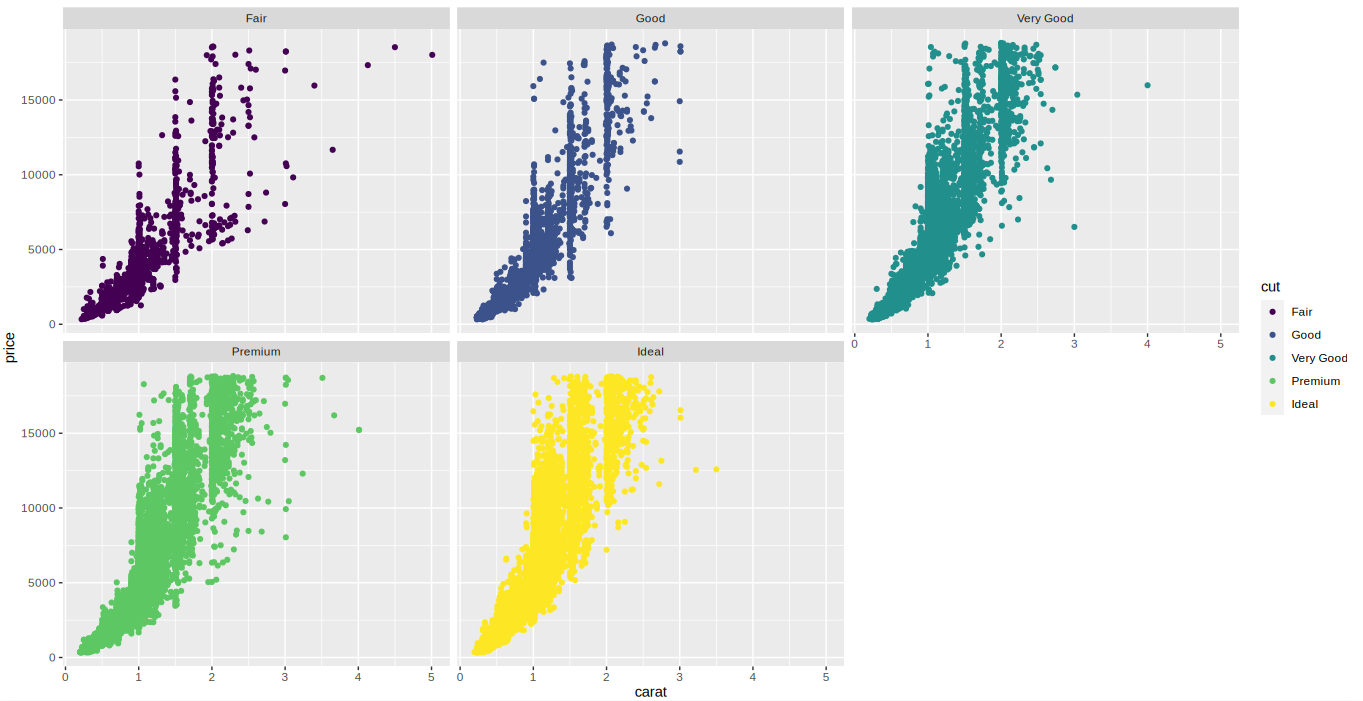 Fair
Good
Very Good
15000
10000
5000
0
0 1 2 3 4 5
Premium
Ideal
15000
10000
5000
0
0 1 2 3 4 5
0 1 2 3 4 5
price
carat
cut
Fair
Good
Very Good
Premium
Ideal